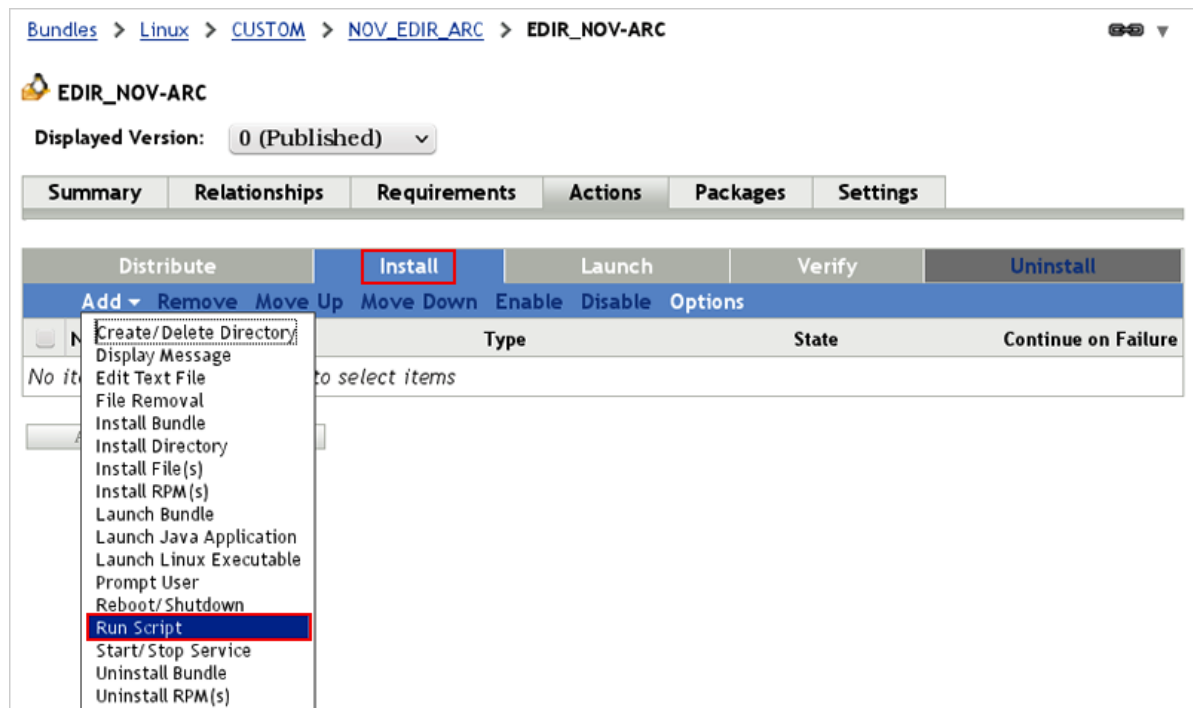 Bundles > Linux > CUSTOM > NOV_EDIR_ARC > EDIR_NOV-ARC
EDIR_NOV-ARC
Displayed Version: 0 (Published)
Summary Relationships Requirements Actions Packages Settings
Distribute Install Launch Verify Uninstall
Add Remove Move Up Move Down Enable Disable Options
Type State Continue on Failure
No to select items
Create/Delete Directory
Display Message
Edit Text File
File Removal
Install Bundle
Install Directory
Install File(s)
Install RPM(s)
Launch Bundle
Launch Java Application
Launch Linux Executable
Prompt User
Reboot/Shutdown
Run Script
Start/Stop Service
Uninstall Bundle
Uninstall RPM(s)